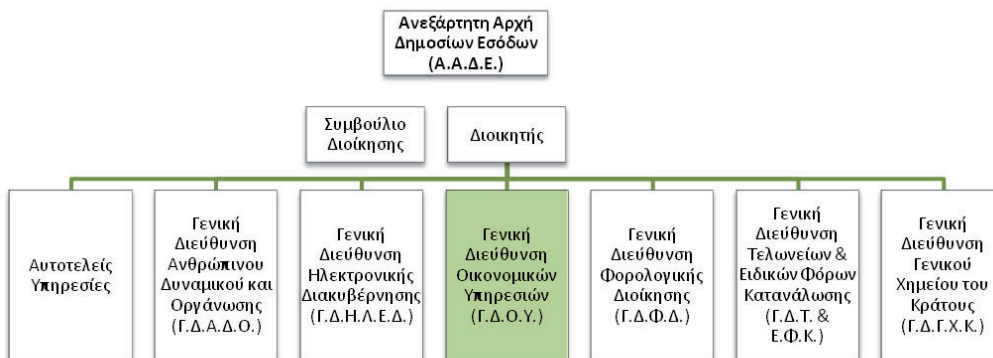 Ανεξάρτητη Αρχή
Δημοσίων Εσόδων
(Α.Α.Δ.Ε.)
Συμβούλιο
Διοίκησης
Διοικητής
Αυτοτελείς
Υπηρεσίες
Γενική
Διεύθυνση
Ανθρώπινου
Δυναμικού και
Οργάνωσης
(Γ.Δ.Α.Δ.Ο.)
Γενική
Διεύθυνση
Ηλεκτρονικής
Διακυβέρνησης
(Γ.Δ.Η.Λ.Ε.Δ.)
Γενική
Διεύθυνση
Οικονομικών
Υπηρεσιών
(Γ.Δ.Ο.Υ.)
Γενική
Διεύθυνση
Φορολογικής
Διοίκησης
(Γ.Δ.Φ.Δ.)
Γενική
Διεύθυνση
Τελωνείων &
Ειδικών Φόρων
Κατανάλωσης
(Γ.Δ.Τ. &
Ε.Φ.Κ.)
Γενική
Διεύθυνση
Γενικού
Χημείου του
Κράτους
(Γ.Δ.Γ.Χ.Κ.)